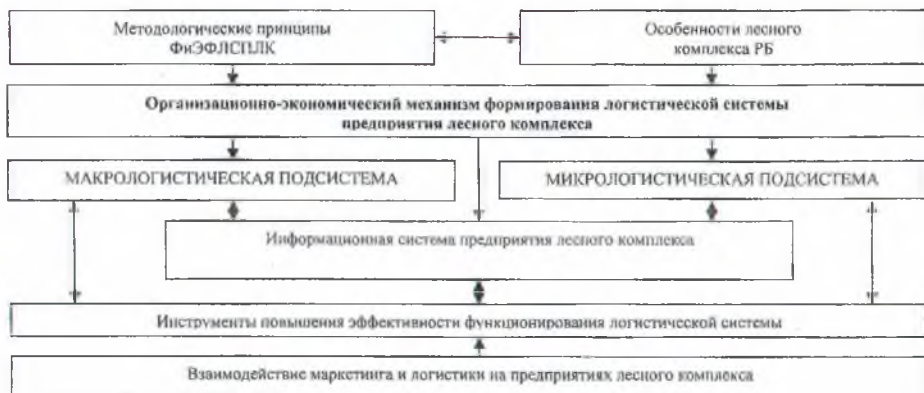 Методологические принципы
ФиЭФЛСПЛК
Особенности лесного
комплекса РБ
Организационно-экономический механизм формирования логистической системы
предприятия лесного комплекса
МАКРОЛОГИСТИЧЕСКАЯ ПОДСИСТЕМА
МИКРОЛОГИСТИЧЕСКАЯ ПОДСИСТЕМА
Информационная система предприятия лесного комплекса
Инструменты повышения эффективности функционирования логистической системы
Взаимодействие маркетинга и логистики на предприятиях лесного комплекса